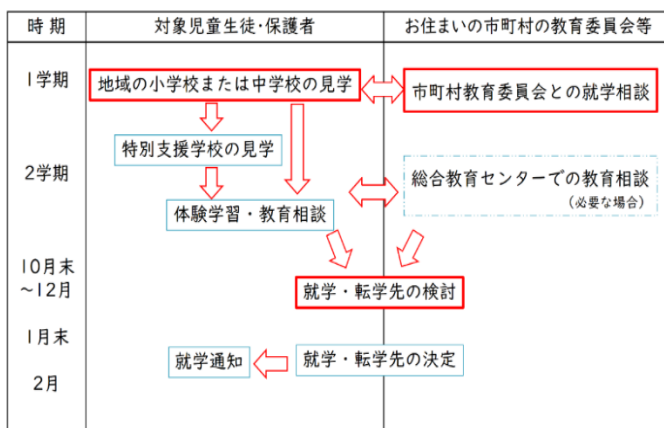 時期 対象児童生徒・保護者 お住まいの市町村の教育委員会等
1学期 地域の小学校または中学校の見学 市町村教育委員会との就学相談
特別支援学校の見学
2学期 総合教育センターでの教育相談
(必要な場合)
体験学習・教育相談
10月末
~12月 就学・転学先の検討
1月末
就学通知 就学・転学先の決定
2月